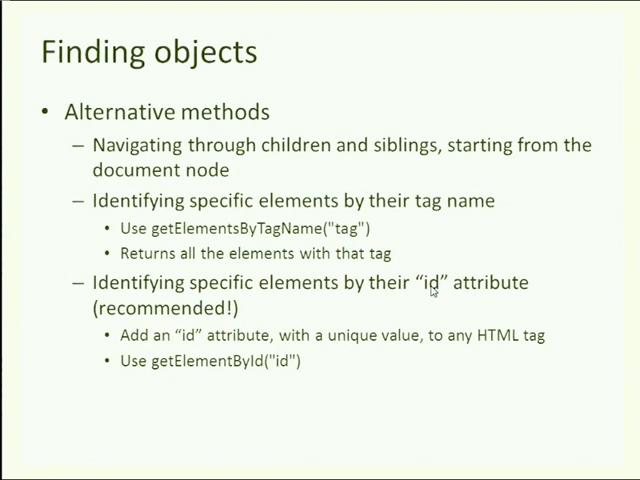 Finding objects
• Alternative methods
– Navigating through children and siblings, starting from the
document node
– Identifying specific elements by their tag name
• Use getElementsByTagName("tag")
• Returns all the elements with that tag
– Identifying specific elements by their “id” attribute
(recommended!)
• Add an “id” attribute, with a unique value, to any HTML tag
• Use getElementById("id")